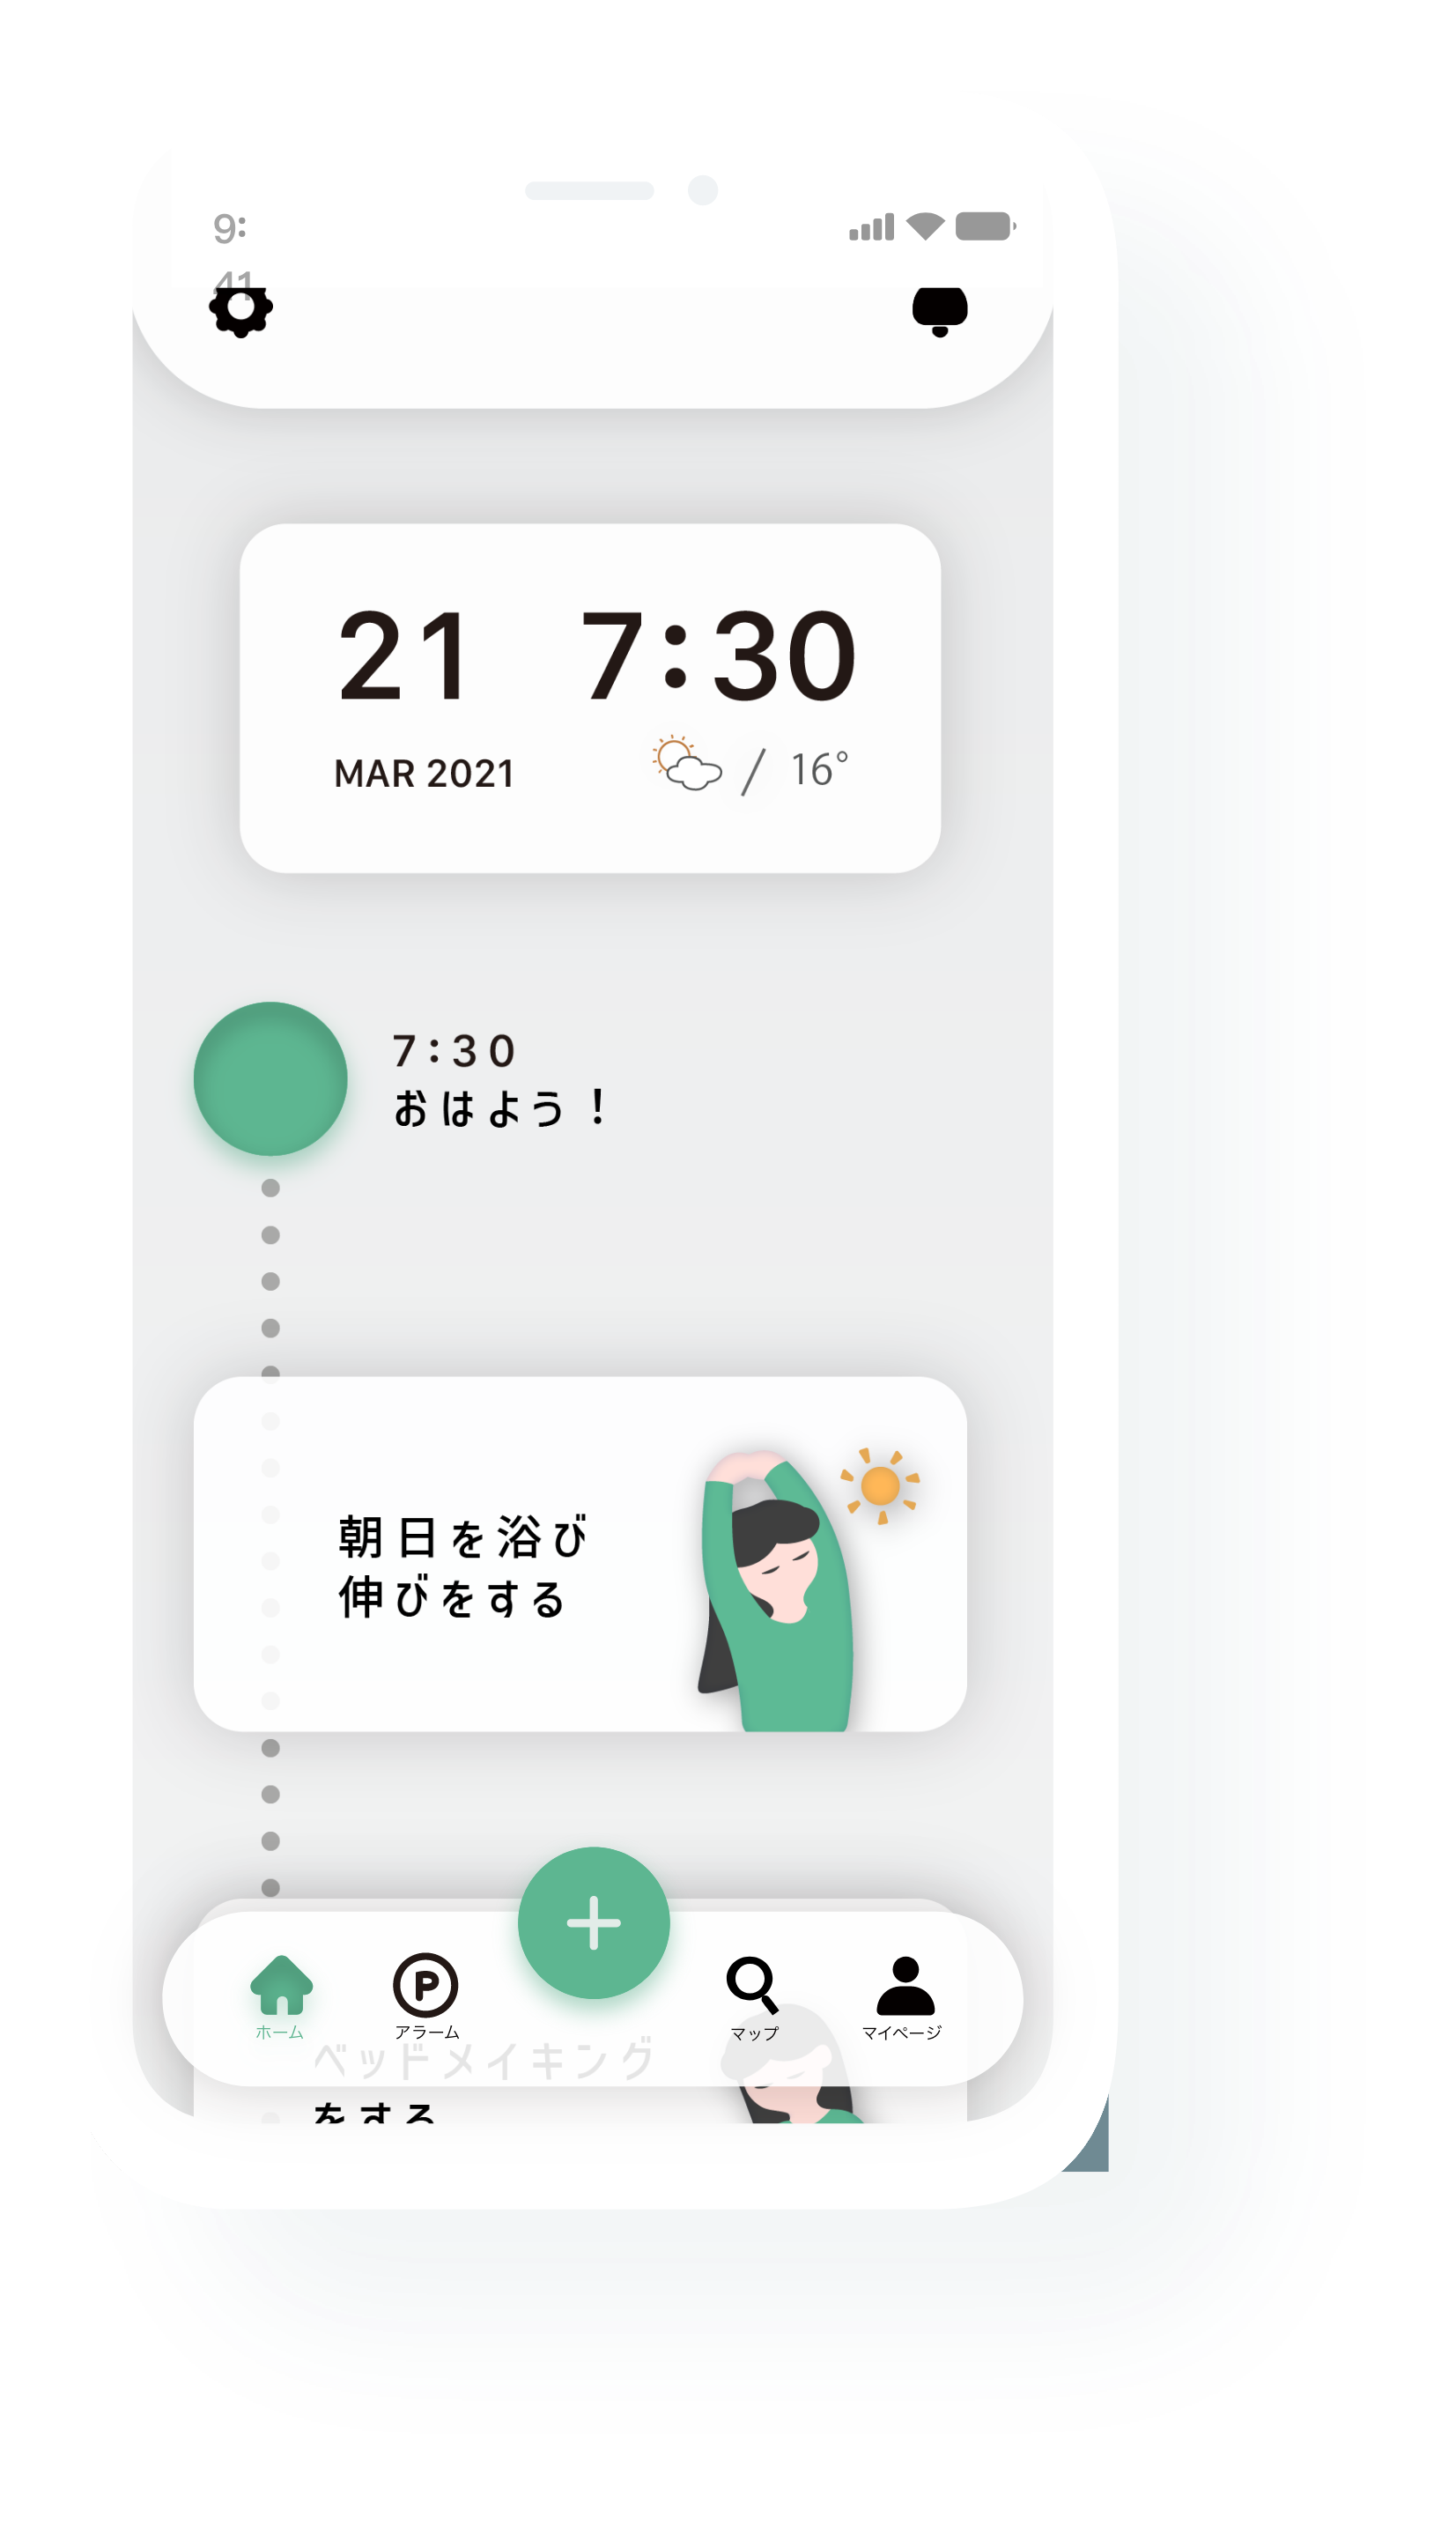 9:
41
21 7:30
MAR 2021 / 16°
7:30
おはよう！
朝日を浴び
伸びをする
P
ホーム アラーム マップ マイページ
ベッドメイキング
をする